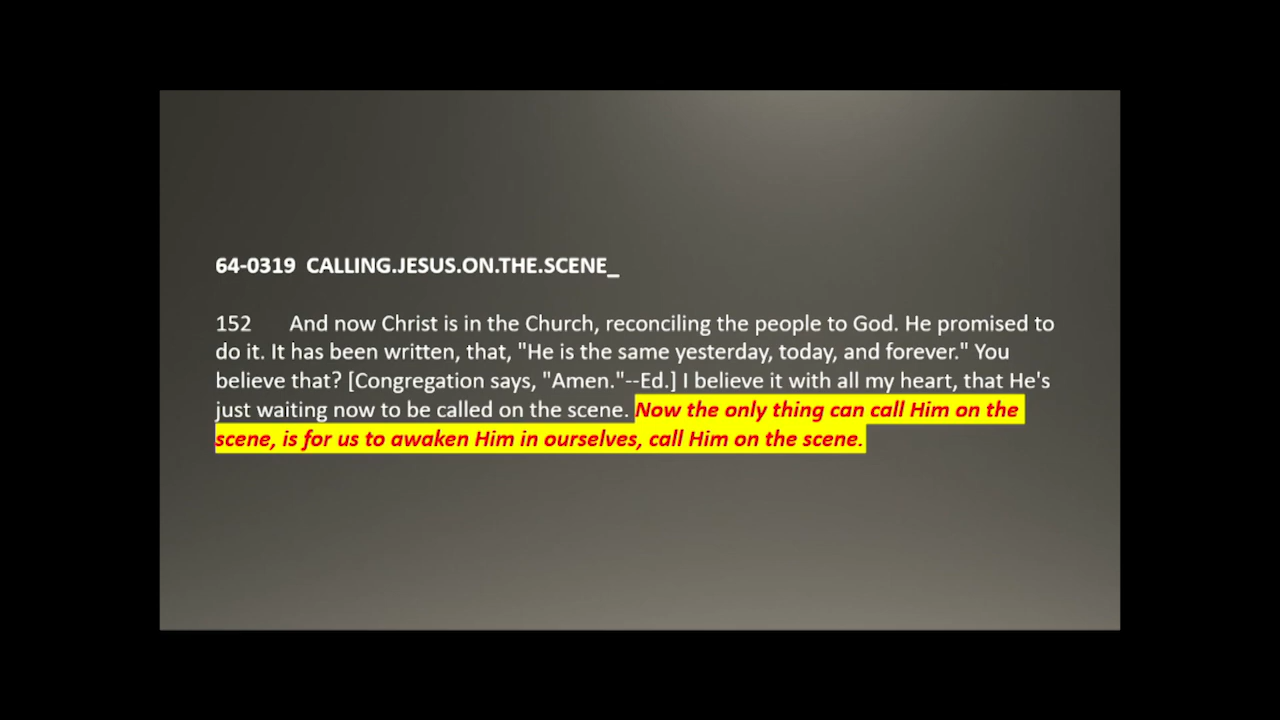 64-0319 CALLING.JESUS.ON.THE.SCENE_
152 And now Christ is in the Church, reconciling the people to God. He promised to
do it. It has been written, that, "He is the same yesterday, today, and forever." You
believe that? [Congregation says, "Amen."--Ed.] I believe it with all my heart, that He's
just waiting now to be called on the scene. Now the only thing can call Him on the
scene, is for us to awaken Him in ourselves, call Him on the scene.